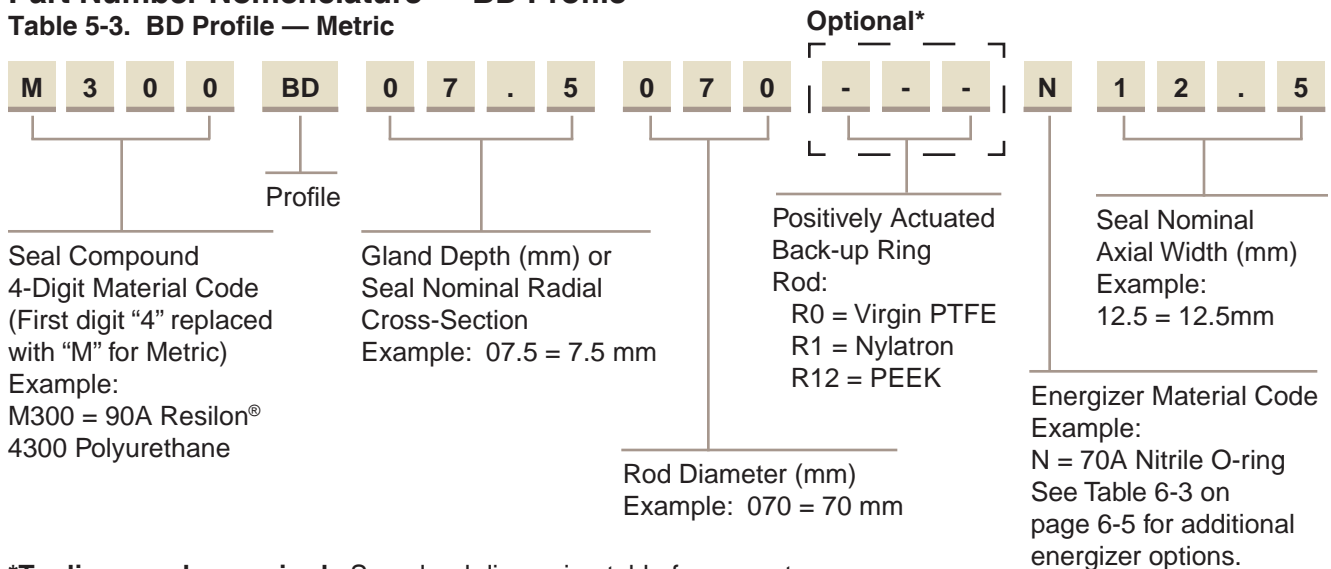 Table 5-3. BD Profile — Metric
Optional*
M 3 0 0 BD 0 7 . 5 0 7 0 - - - N 1 2 . 5
Profile
Seal Compound
4-Digit Material Code
(First digit “4” replaced
with “M” for Metric)
Example:
M300 = 90A Resilon®
4300 Polyurethane
Gland Depth (mm) or
Seal Nominal Radial
Cross-Section
Example: 07.5 = 7.5 mm
Rod Diameter (mm)
Example: 070 = 70 mm
Positively Actuated
Back-up Ring
Rod:
R0 = Virgin PTFE
R1 = Nylatron
R12 = PEEK
Energizer Material Code
Example:
N = 70A Nitrile O-ring
See Table 6-3 on
page 6-5 for additional
energizer options.
Seal Nominal
Axial Width (mm)
Example:
12.5 = 12.5mm